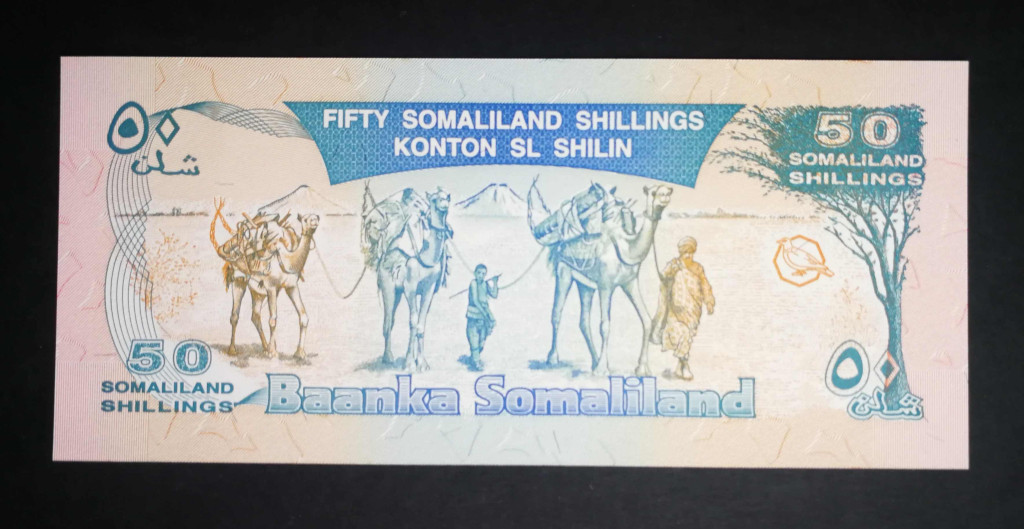 ٥٠
شلن
FIFTY SOMALILAND SHILLINGS
KONTON SL SHILIN
50
SOMALILAND
SHILLINGS
50
SOMALILAND
SHILLINGS
Baanka Somaliland
٥٠
شلن